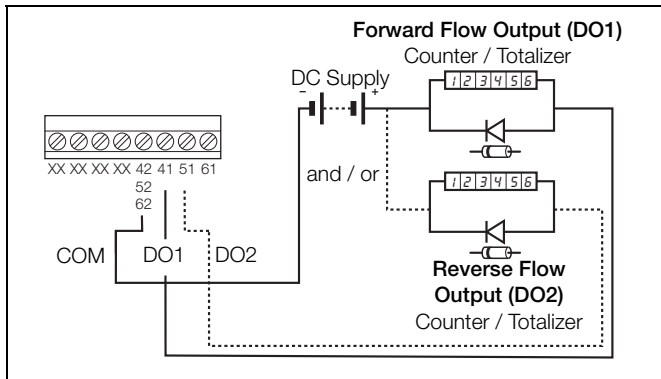 Forward Flow Output (DO1)
Counter / Totalizer
DC Supply
- +
1 2 3 4 5 6
XX XX XX XX 42 41 51 61
52
62
and / or
1 2 3 4 5 6
COM DO1 DO2
Reverse Flow
Output (DO2)
Counter / Totalizer